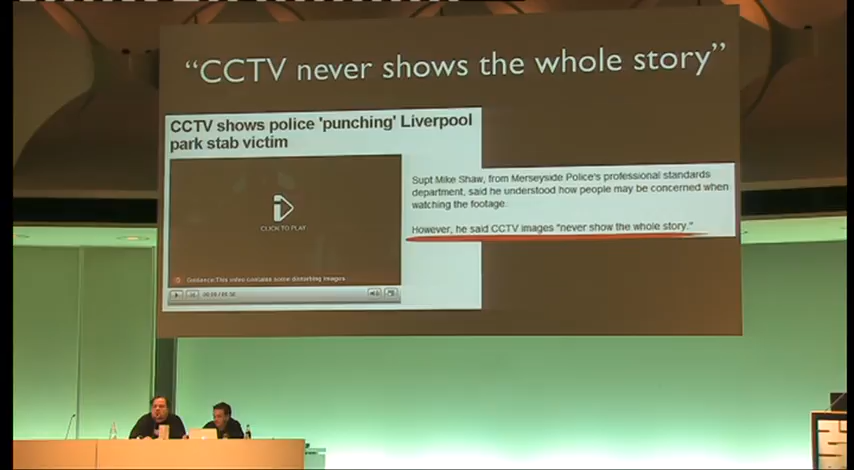 “CCTV never shows the whole story”
CCTV shows police 'punching' Liverpool
park stab victim
CLICK TO PLAY
Guidance:This video contains some disturbing images
Supt Mike Shaw, from Merseyside Police's professional standards
department, said he understood how people may be concerned when
watching the footage.
However, he said CCTV images "never show the whole story."